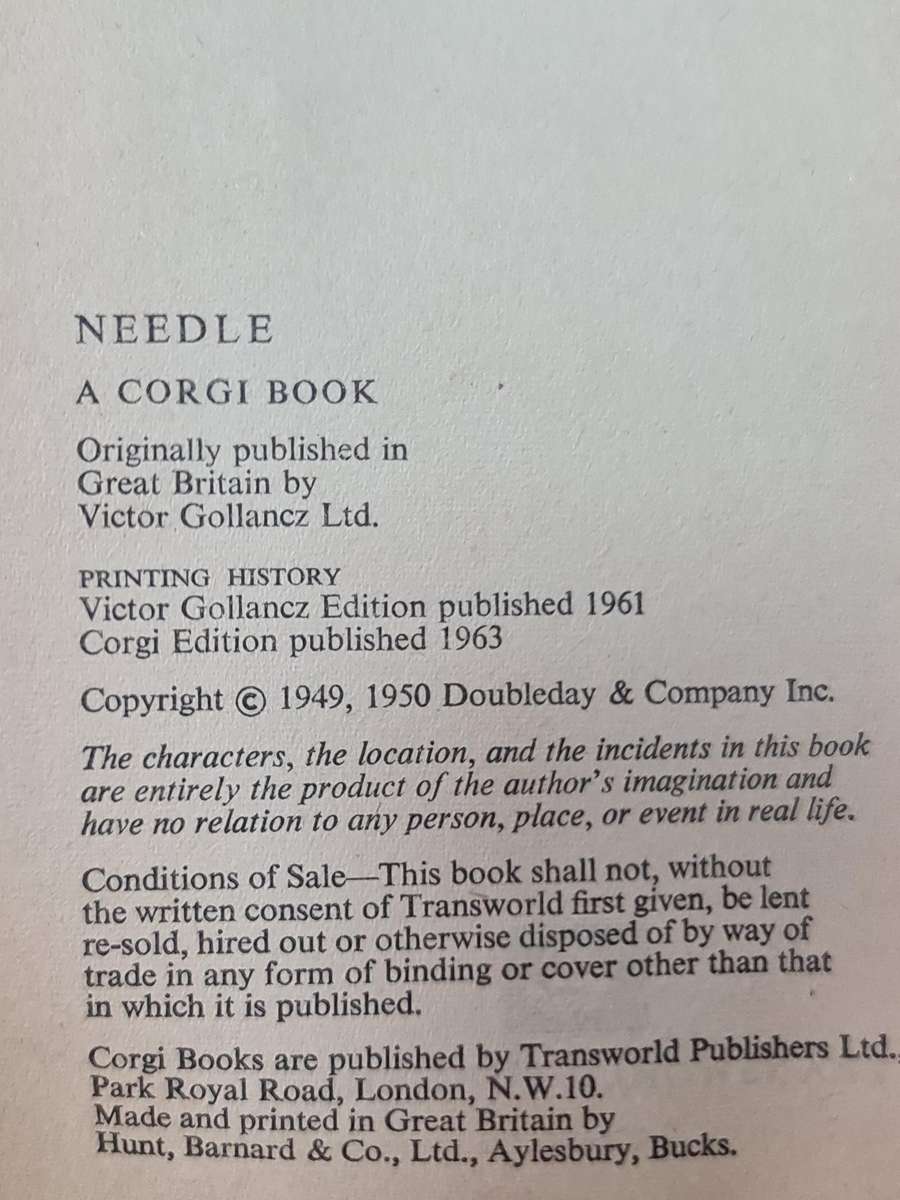 NEEDLE
A CORGI BOOK
Originally published in
Great Britain by
Victor Gollancz Ltd.
PRINTING HISTORY
Victor Gollancz Edition published 1961
Corgi Edition published 1963
Copyright © 1949, 1950 Doubleday & Company Inc.
The characters, the location, and the incidents in this book
are entirely the product of the author's imagination and
have no relation to any person, place, or event in real life.
Conditions of Sale—This book shall not, without
the written consent of Transworld first given, be lent
re-sold, hired out or otherwise disposed of by way of
trade in any form of binding or cover other than that
in which it is published.
Corgi Books are published by Transworld Publishers Ltd.,
Park Royal Road, London, N.W.10.
Made and printed in Great Britain by
Hunt, Barnard & Co., Ltd., Aylesbury, Bucks.